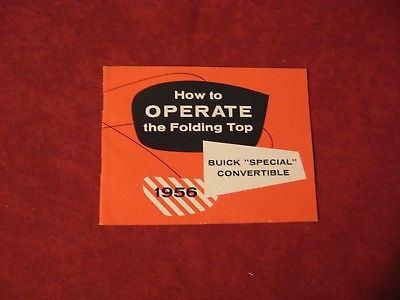 How to
OPERATE
the Folding Top
BUICK "SPECIAL"
CONVERTIBLE
1956